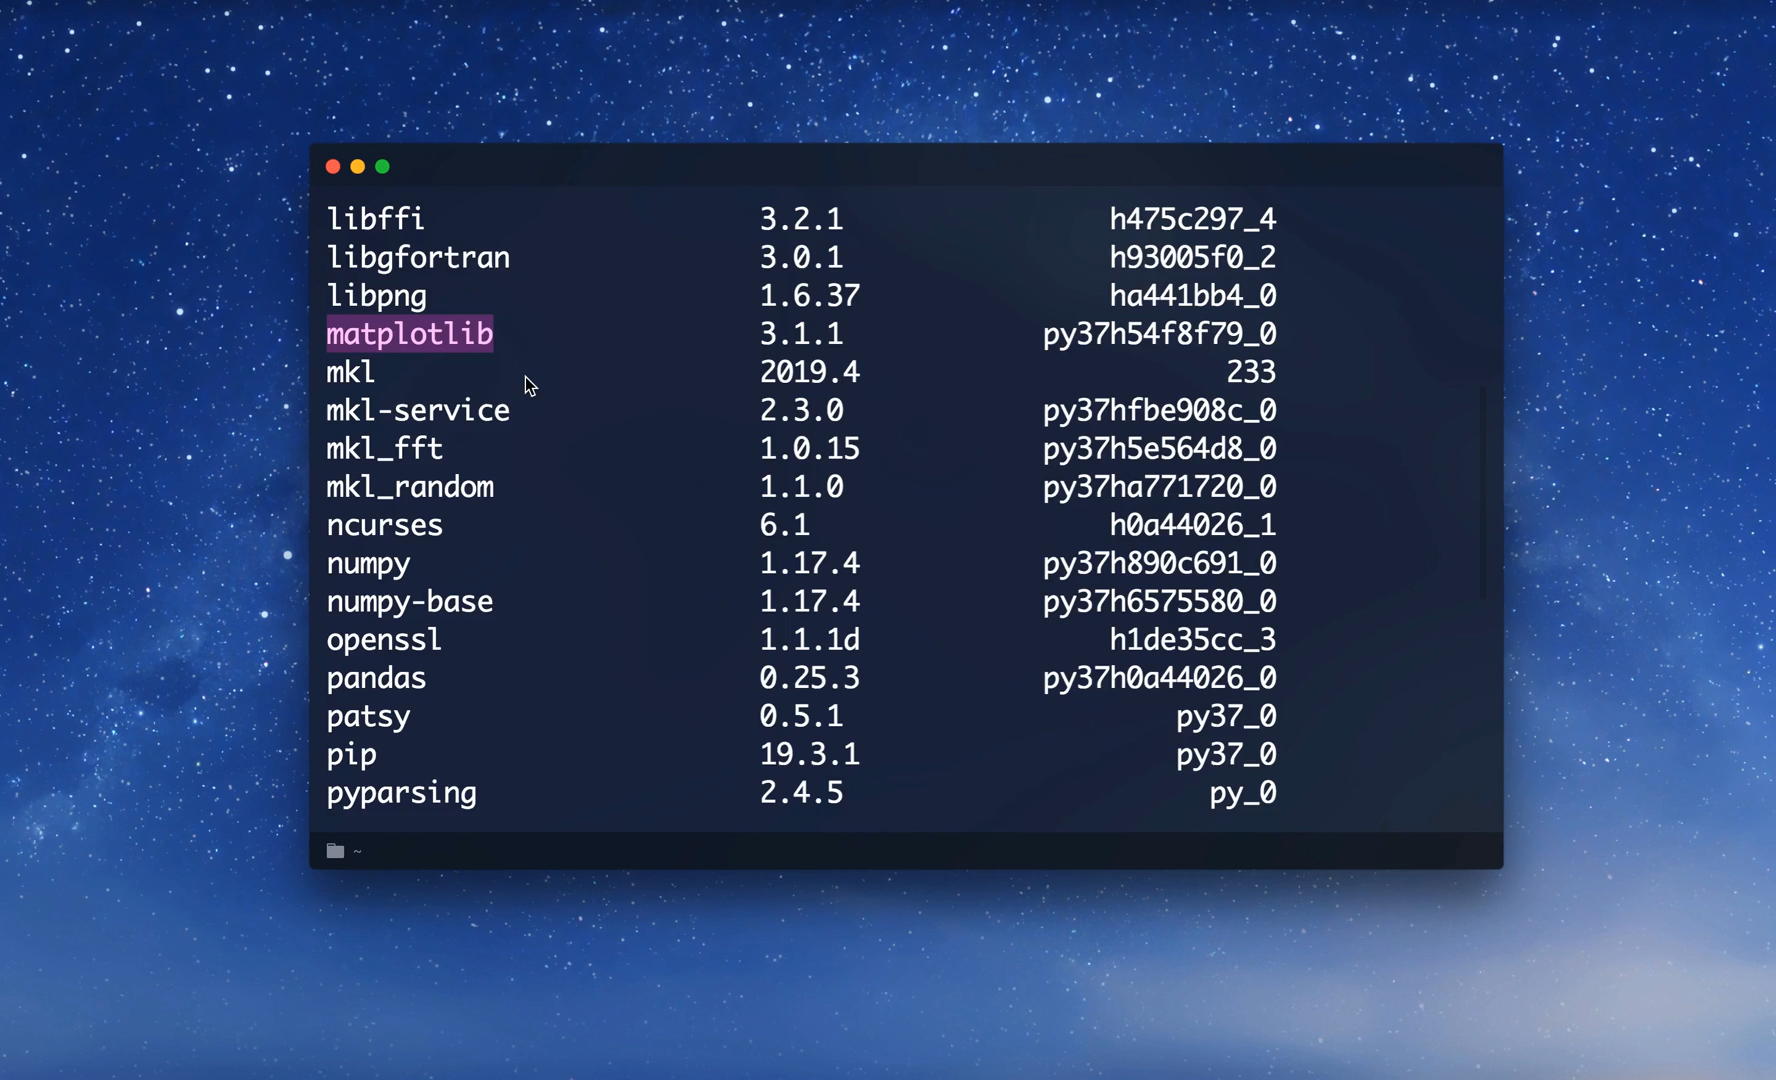 libffi 3.2.1 h475c297_4
libgfortran 3.0.1 h93005f0_2
libpng 1.6.37 ha441bb4_0
matplotlib 3.1.1 py37h54f8f79_0
mkl 2019.4 233
mkl-service 2.3.0 py37hfbe908c_0
mkl_fft 1.0.15 py37h5e564d8_0
mkl_random 1.1.0 py37ha771720_0
ncurses 6.1 h0a44026_1
numpy 1.17.4 py37h890c691_0
numpy-base 1.17.4 py37h6575580_0
openssl 1.1.1d h1de35cc_3
pandas 0.25.3 py37h0a44026_0
patsy 0.5.1 py37_0
pip 19.3.1 py37_0
pyparsing 2.4.5 py_0
~